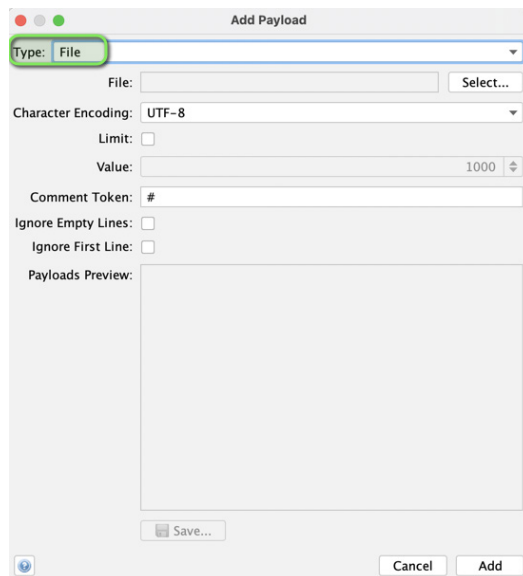 Add Payload
Type: File
File: Select...
Character Encoding: UTF-8
Limit:
Value: 1000
Comment Token: #
Ignore Empty Lines:
Ignore First Line:
Payloads Preview:
Save...
Cancel Add